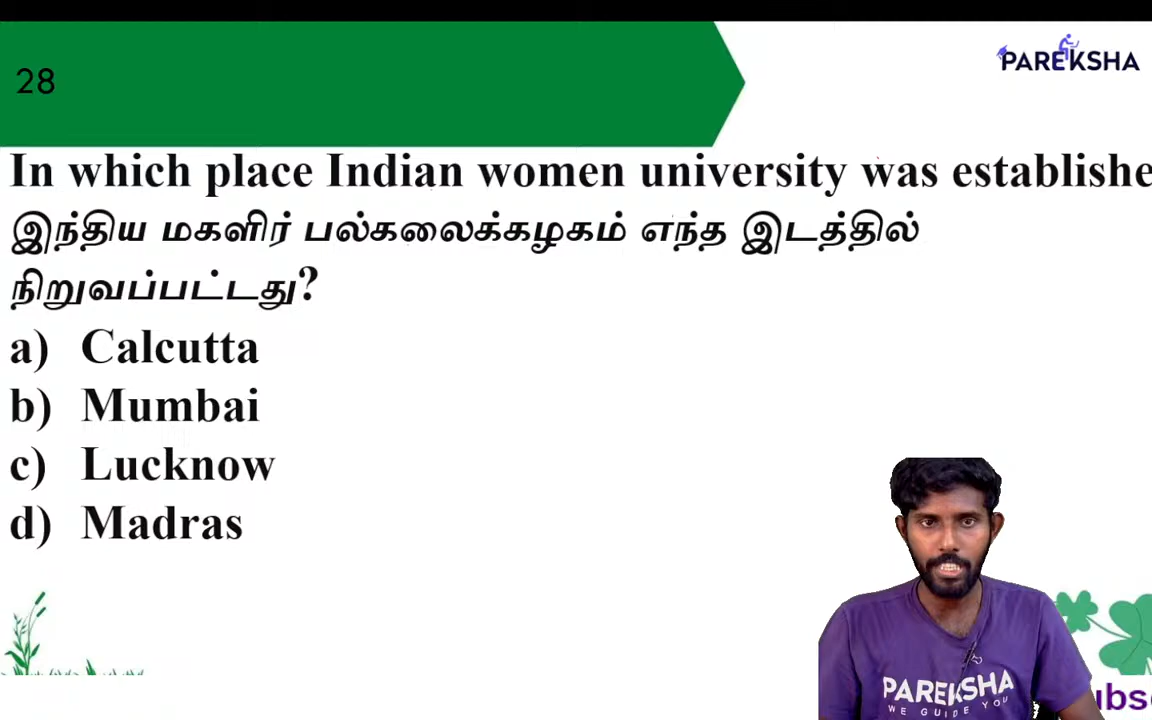 28
PAREKSHA
In which place Indian women university was establishe
இந்திய மகளிர் பல்கலைக்கழகம் எந்த இடத்தில்
நிறுவப்பட்டது?
a) Calcutta
b) Mumbai
c) Lucknow
d) Madras
PAREKSHA
WE GUIDE YOU
ubs